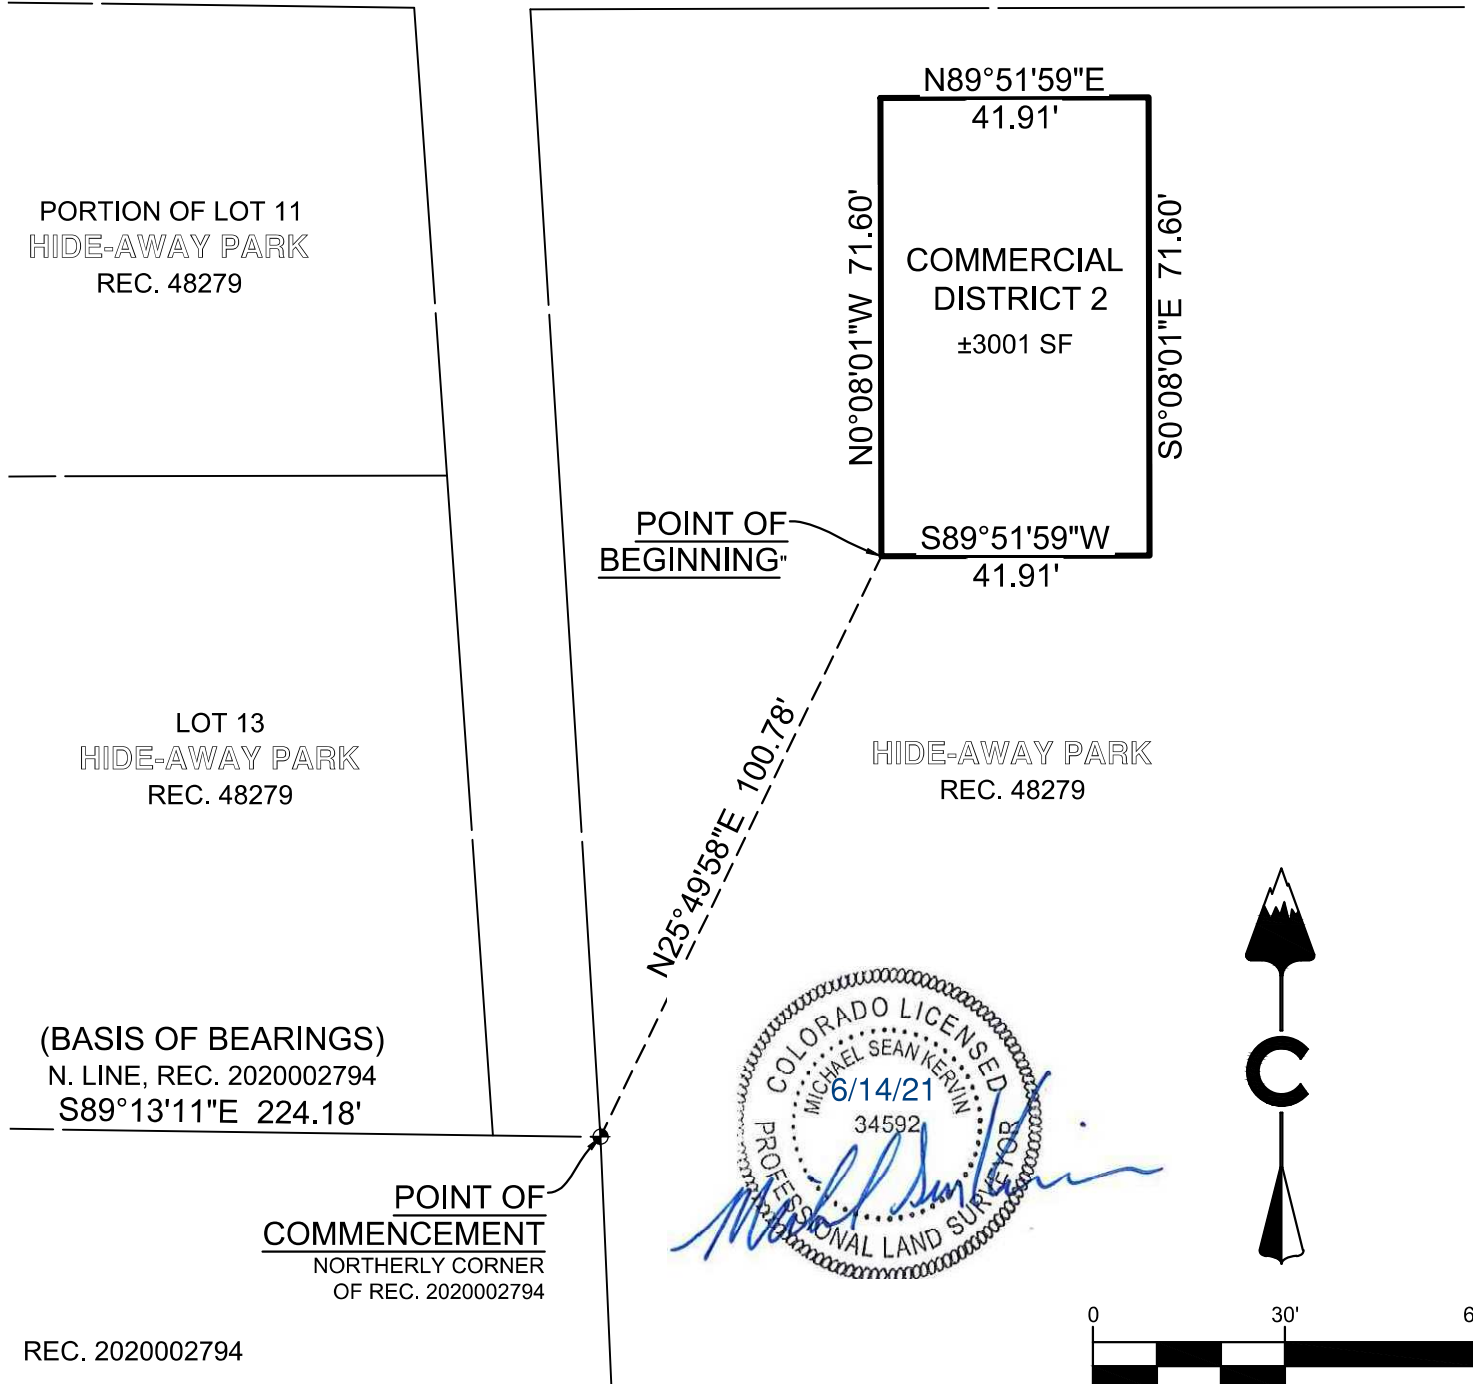 N89°51'59"E
41.91'
PORTION OF LOT 11
HIDE-AWAY PARK
REC. 48279
N0°08'01"W 71.60'
COMMERCIAL
DISTRICT 2
±3001 SF
S0°08'01"E 71.60'
POINT OF
BEGINNING"
S89°51'59"W
41.91'
LOT 13
HIDE-AWAY PARK
REC. 48279
N25°49'58"E 100.78'
HIDE-AWAY PARK
REC. 48279
(BASIS OF BEARINGS)
N. LINE, REC. 2020002794
S89°13'11"E 224.18'
COLORADO LICENSED
MICHAEL SEAN KERVIN
6/14/21
34592
PROFESSIONAL LAND SURVEYOR
C
POINT OF
COMMENCEMENT
NORTHERLY CORNER
OF REC. 2020002794
REC. 2020002794
0 30' 6